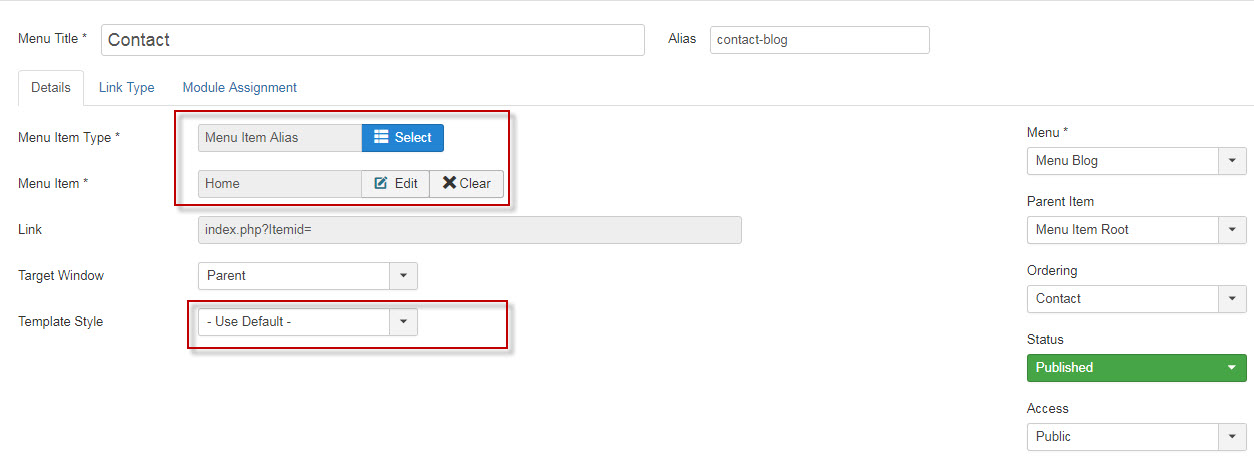 Menu Title * Contact Alias contact-blog
Details Link Type Module Assignment
Menu Item Type * Menu Item Alias Select
Menu Item * Home Edit Clear
Link index.php?Itemid=
Target Window Parent
Template Style - Use Default -
Menu *
Menu Blog
Parent Item
Menu Item Root
Ordering
Contact
Status
Published
Access
Public